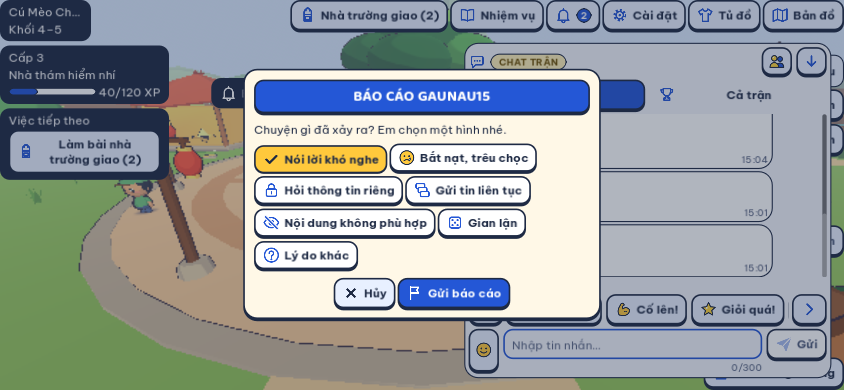 Cú Mèo Ch...
Khối 4-5
Nhà trường giao (2)
Nhiệm vụ
2
Cài đặt
Tủ đồ
Bản đồ
Cấp 3
Nhà thám hiểm nhí
40/120 XP
Việc tiếp theo
Làm bài nhà
trường giao (2)
CHAT TRẬN
Cả trận
15:04
15:01
15:01
BÁO CÁO GAUNAU15
Chuyện gì đã xảy ra? Em chọn một hình nhé.
Nói lời khó nghe
Bắt nạt, trêu chọc
Hỏi thông tin riêng
Gửi tin liên tục
Nội dung không phù hợp
Gian lận
Lý do khác
Hủy
Gửi báo cáo
Cố lên!
Giỏi quá!
Nhập tin nhắn...
Gửi
0/300